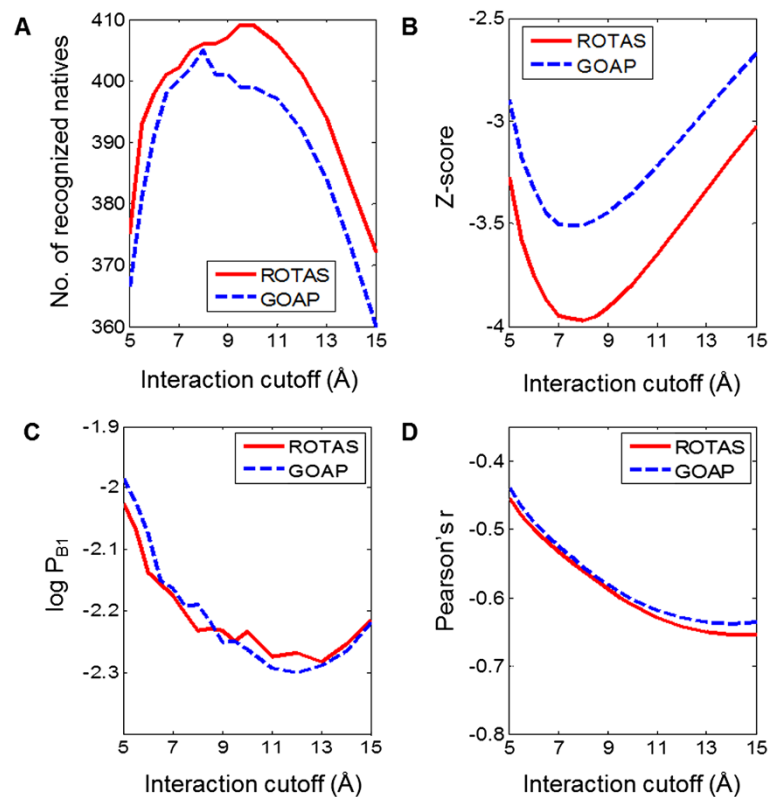 A
No. of recognized natives
410
400
390
380
370
360
5 7 9 11 13 15
Interaction cutoff (Å)
ROTAS
GOAP
B
Z-score
-2.5
-3
-3.5
-4
5 7 9 11 13 15
Interaction cutoff (Å)
ROTAS
GOAP
C
log P_B1
-1.9
-2
-2.1
-2.2
-2.3
5 7 9 11 13 15
Interaction cutoff (Å)
ROTAS
GOAP
D
Pearson's r
-0.4
-0.5
-0.6
-0.7
-0.8
5 7 9 11 13 15
Interaction cutoff (Å)
ROTAS
GOAP